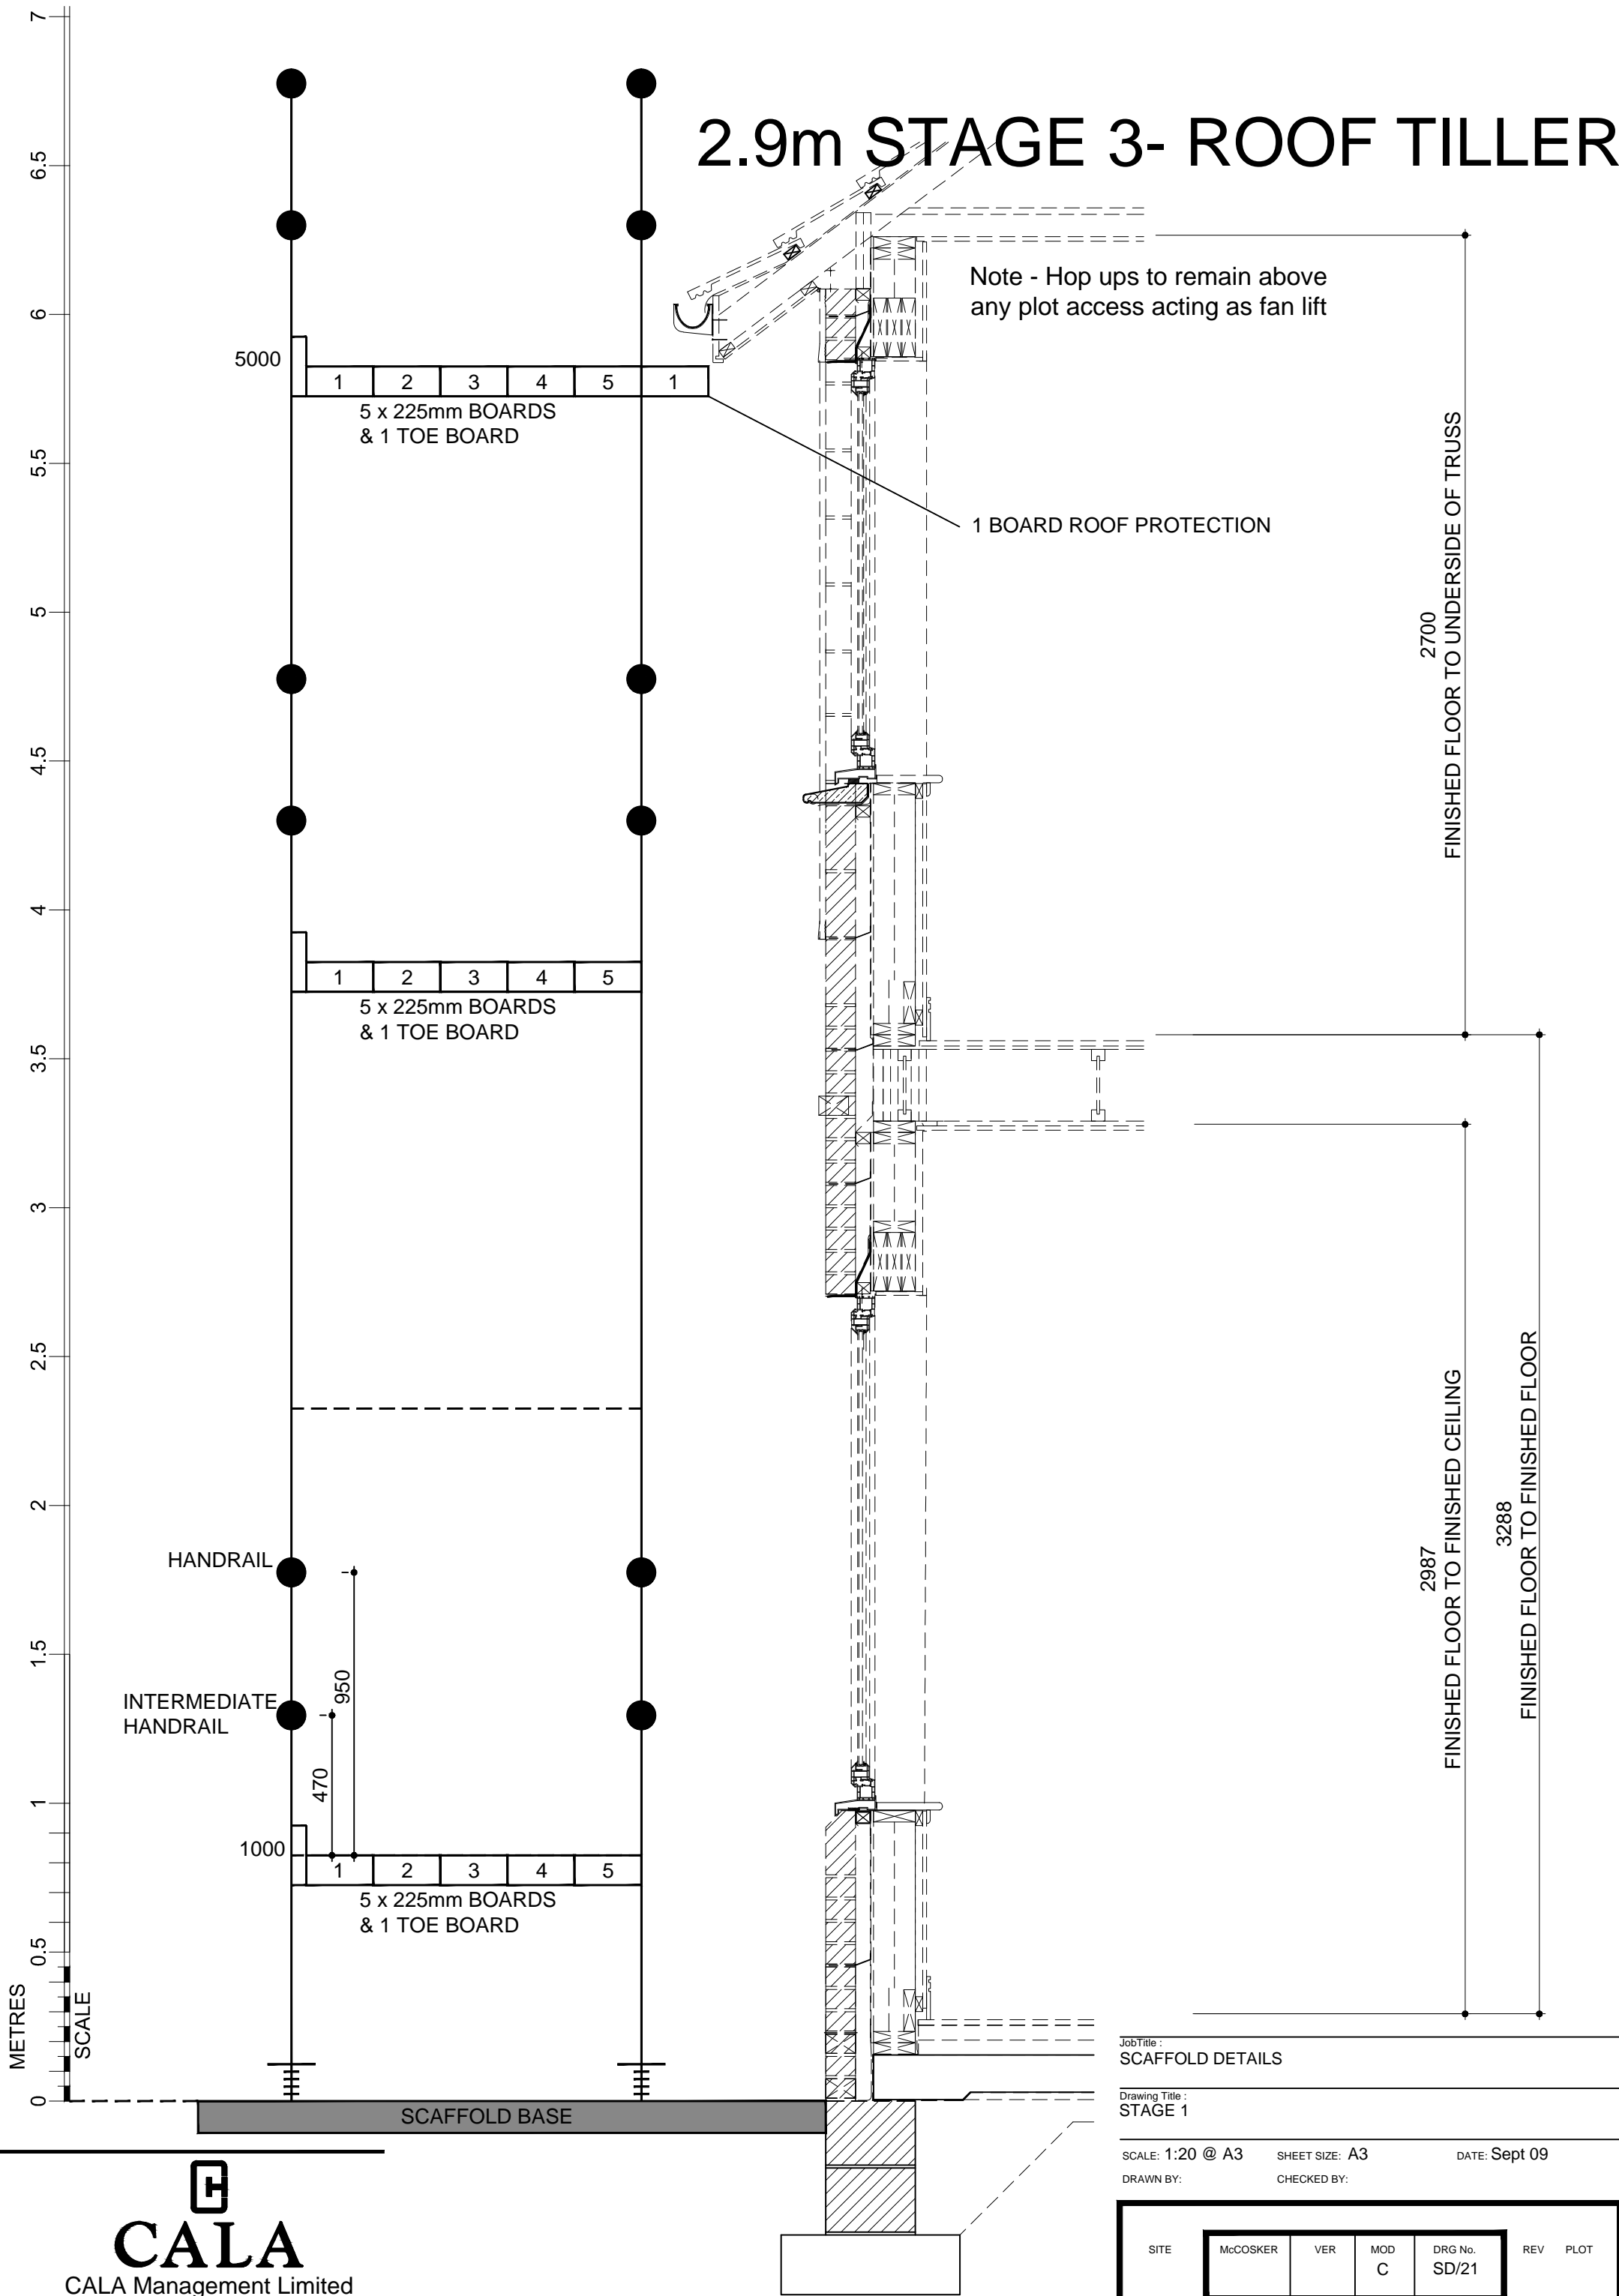 2.9m STAGE 3- ROOF TILLER
Note - Hop ups to remain above
any plot access acting as fan lift
7
6.5
6
5.5
5
4.5
4
3.5
3
2.5
2
1.5
1
0.5
0
METRES
SCALE
5000
1 2 3 4 5 1
5 x 225mm BOARDS
& 1 TOE BOARD
1 BOARD ROOF PROTECTION
2700
FINISHED FLOOR TO UNDERSIDE OF TRUSS
1 2 3 4 5
5 x 225mm BOARDS
& 1 TOE BOARD
2987
FINISHED FLOOR TO FINISHED CEILING
3288
FINISHED FLOOR TO FINISHED FLOOR
HANDRAIL
INTERMEDIATE
HANDRAIL
950
470
1000
1 2 3 4 5
5 x 225mm BOARDS
& 1 TOE BOARD
SCAFFOLD BASE
CALA
CALA Management Limited
JobTitle :
SCAFFOLD DETAILS
Drawing Title :
STAGE 1
SCALE: 1:20 @ A3 SHEET SIZE: A3 DATE: Sept 09
DRAWN BY: CHECKED BY:
SITE McCOSKER VER MOD DRG No. REV PLOT
C SD/21